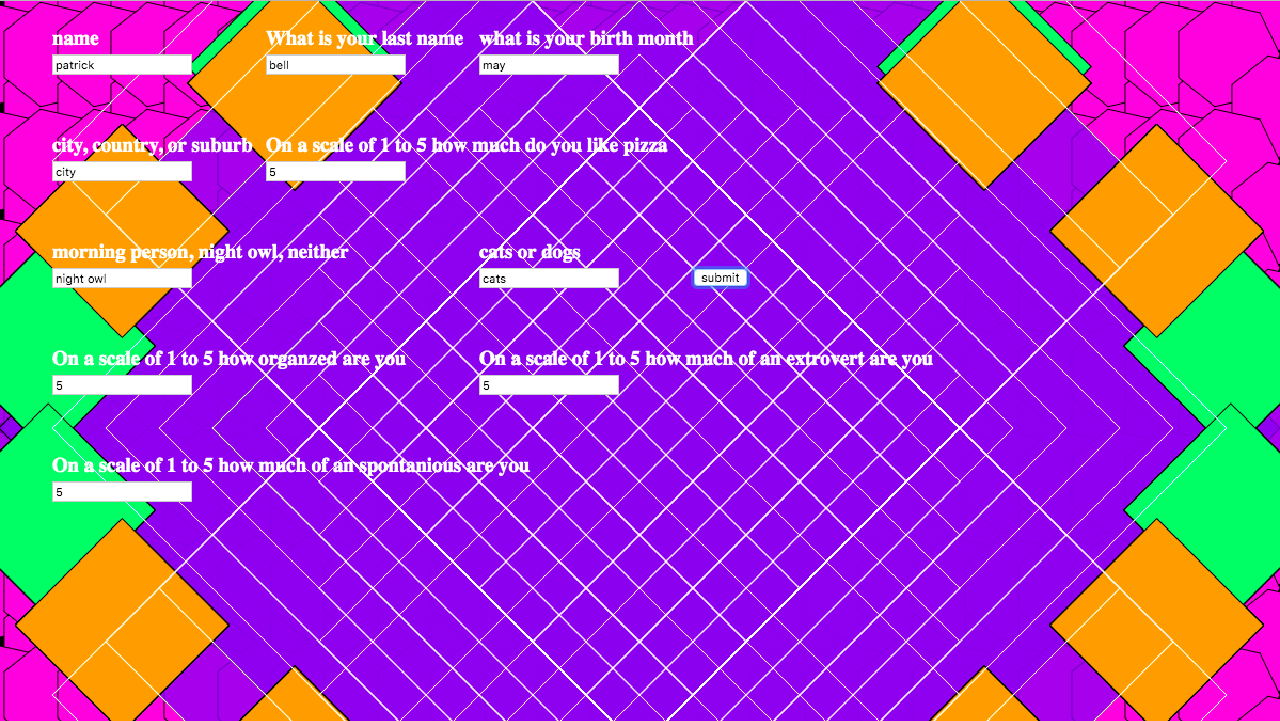 name What is your last name what is your birth month
patrick bell may
city, country, or suburb On a scale of 1 to 5 how much do you like pizza
city 5
morning person, night owl, neither cats or dogs
night owl cats submit
On a scale of 1 to 5 how organzed are you On a scale of 1 to 5 how much of an extrovert are you
5 5
On a scale of 1 to 5 how much of an spontanious are you
5